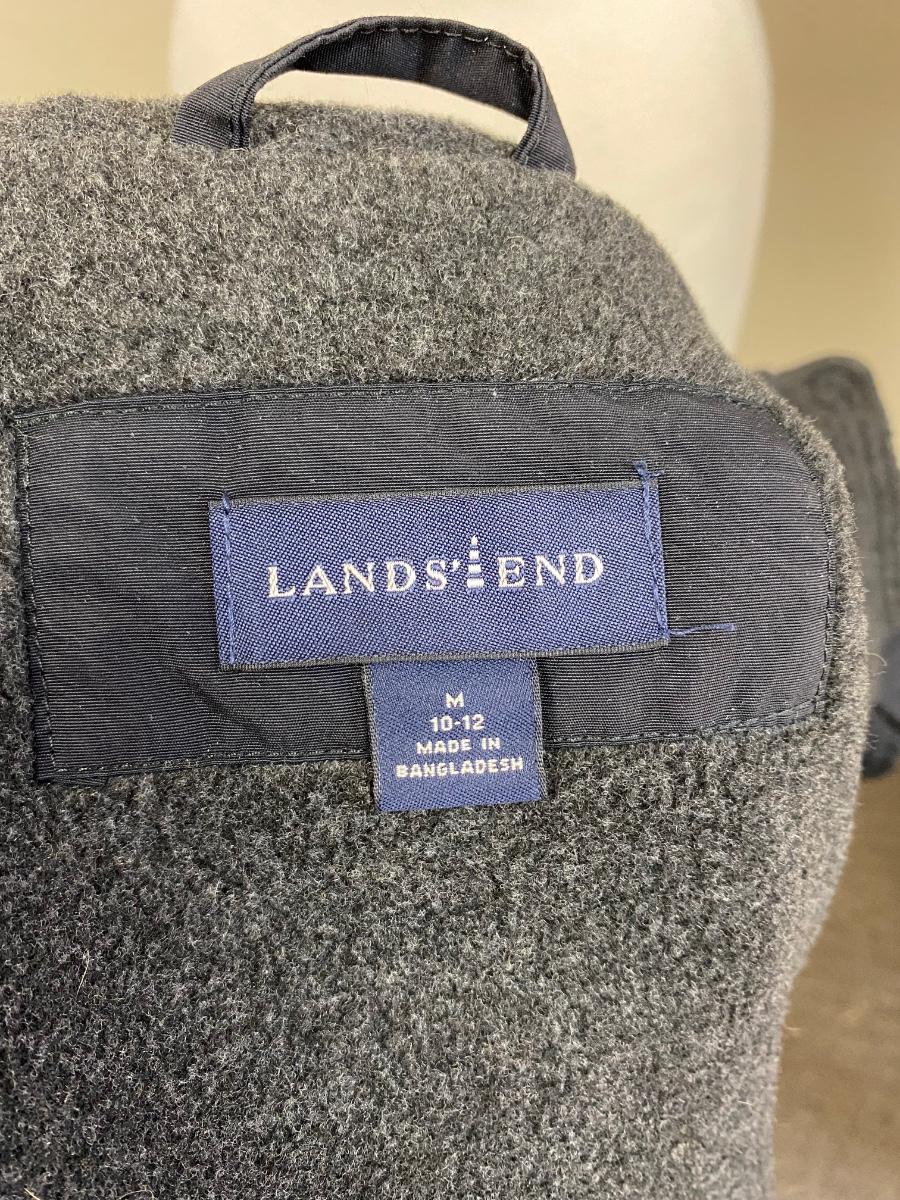 LANDS' END
M
10-12
MADE IN
BANGLADESH